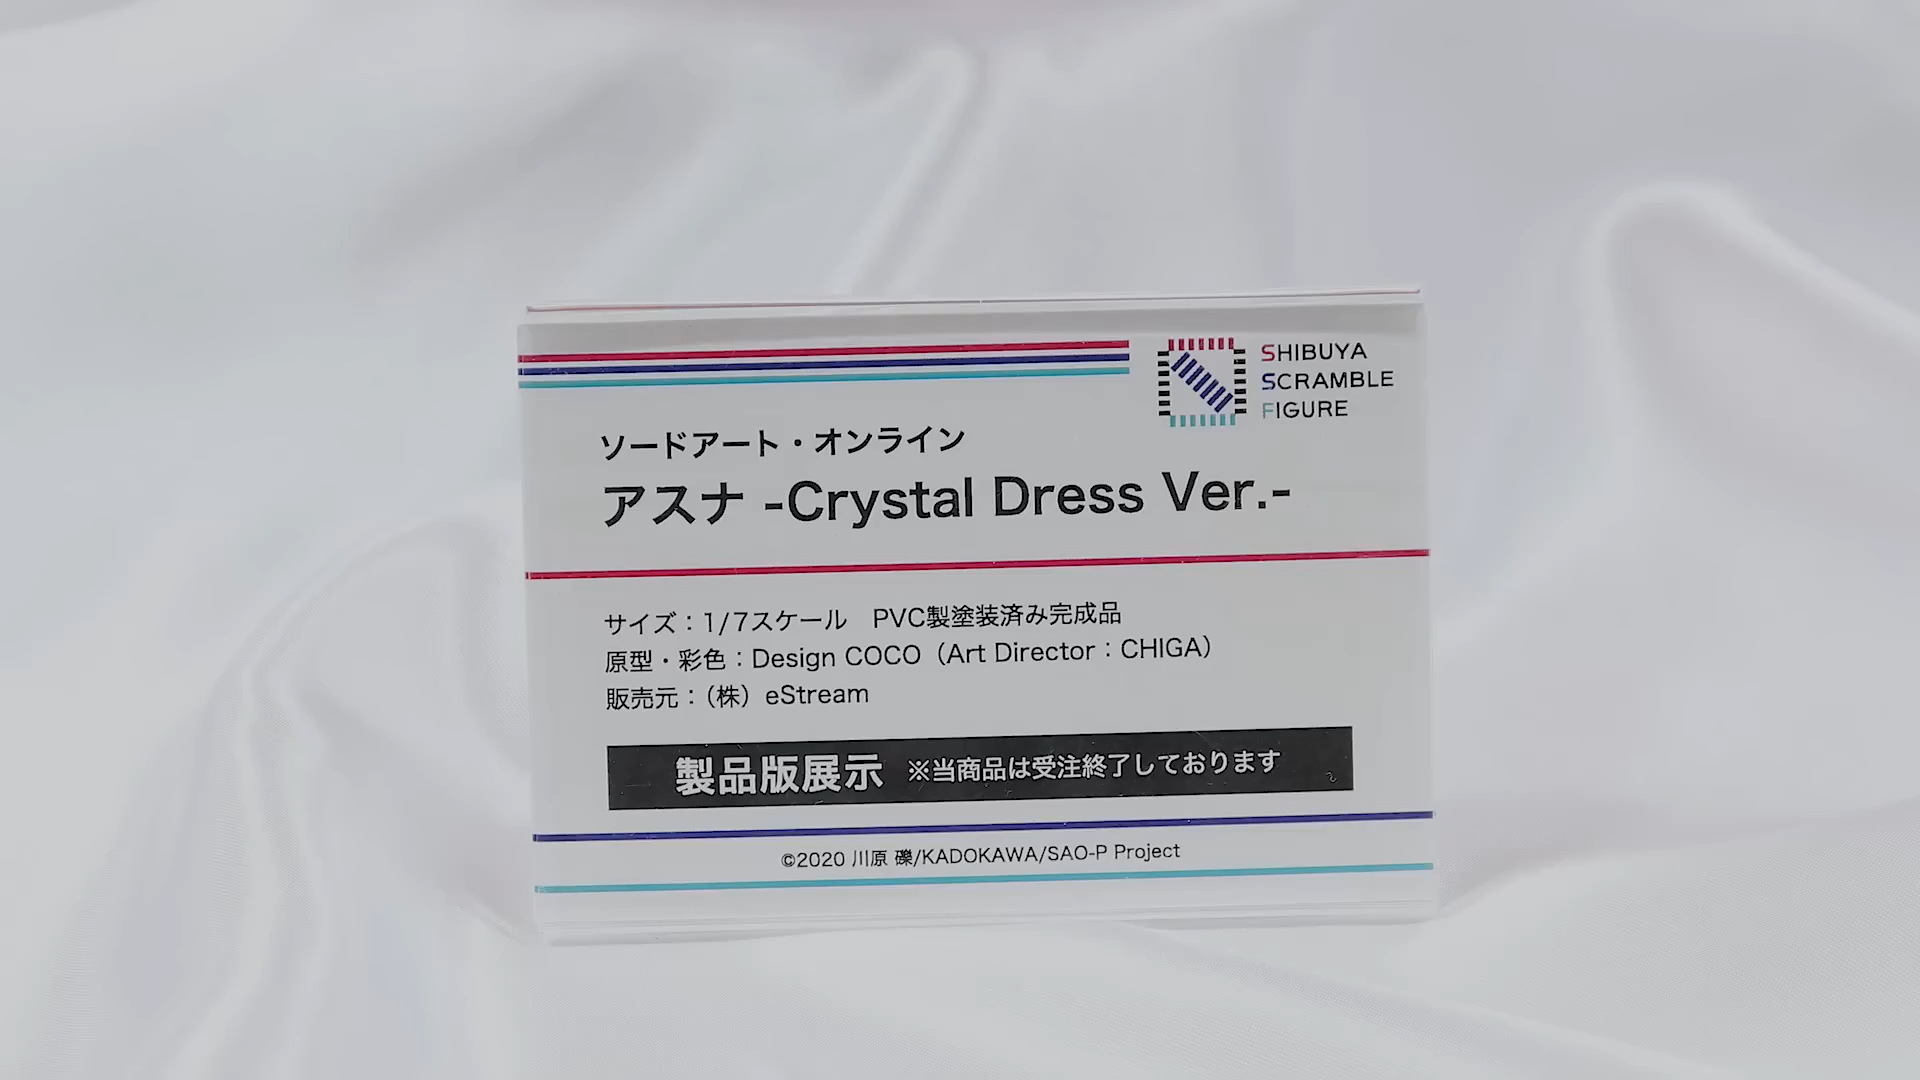 SHIBUYA
SCRAMBLE
FIGURE
ソードアート・オンライン
アスナ -Crystal Dress Ver.-
サイズ：1/7スケール　PVC製塗装済み完成品
原型・彩色：Design COCO（Art Director：CHIGA）
販売元：（株）eStream
製品版展示 ※当商品は受注終了しております
©2020 川原 礫/KADOKAWA/SAO-P Project